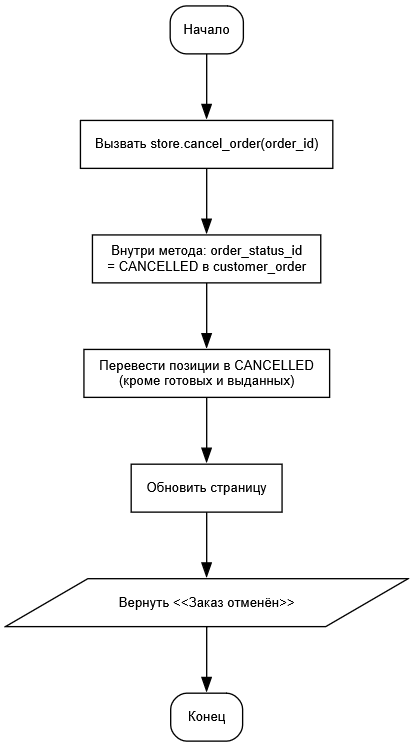 Начало
Вызвать store.cancel_order(order_id)
Внутри метода: order_status_id
= CANCELLED в customer_order
Перевести позиции в CANCELLED
(кроме готовых и выданных)
Обновить страницу
Вернуть <<Заказ отменён>>
Конец